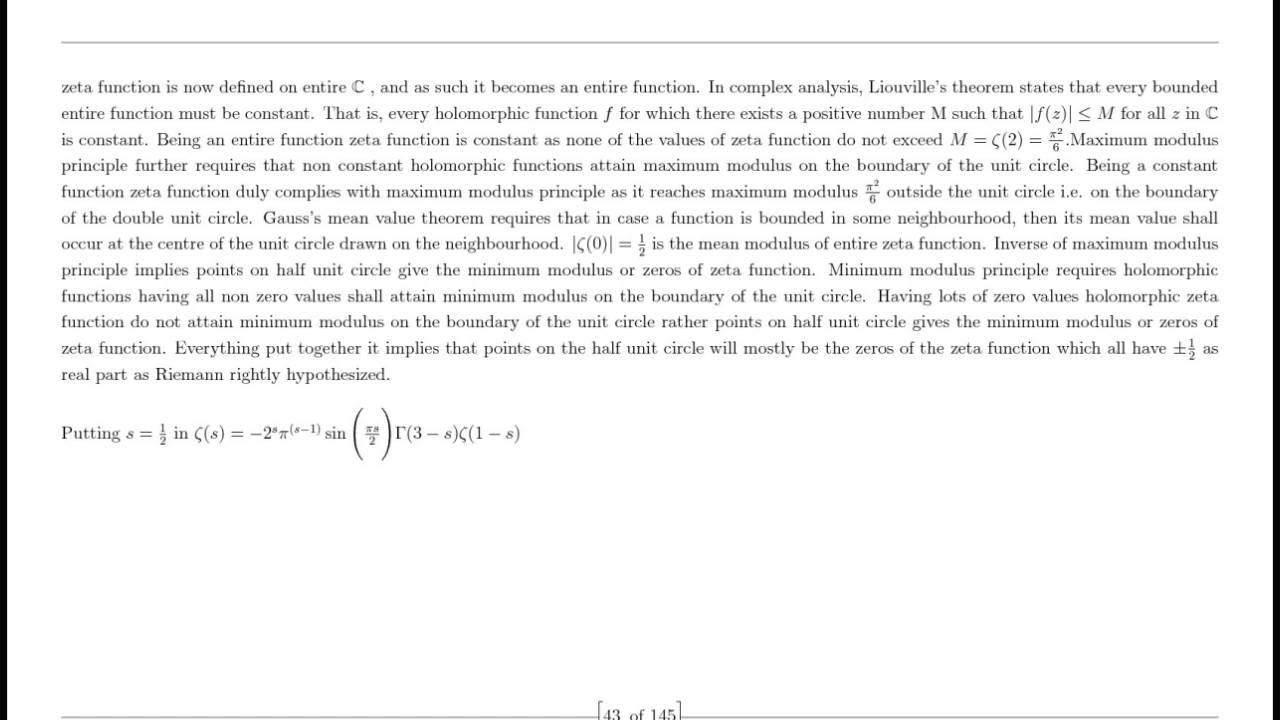 zeta function is now defined on entire ℂ , and as such it becomes an entire function. In complex analysis, Liouville's theorem states that every bounded
entire function must be constant. That is, every holomorphic function f for which there exists a positive number M such that |f(z)| ≤ M for all z in ℂ
is constant. Being an entire function zeta function is constant as none of the values of zeta function do not exceed M = ζ(2) = π²/6.Maximum modulus
principle further requires that non constant holomorphic functions attain maximum modulus on the boundary of the unit circle. Being a constant
function zeta function duly complies with maximum modulus principle as it reaches maximum modulus π²/6 outside the unit circle i.e. on the boundary
of the double unit circle. Gauss's mean value theorem requires that in case a function is bounded in some neighbourhood, then its mean value shall
occur at the centre of the unit circle drawn on the neighbourhood. |ζ(0)| = 1/2 is the mean modulus of entire zeta function. Inverse of maximum modulus
principle implies points on half unit circle give the minimum modulus or zeros of zeta function. Minimum modulus principle requires holomorphic
functions having all non zero values shall attain minimum modulus on the boundary of the unit circle. Having lots of zero values holomorphic zeta
function do not attain minimum modulus on the boundary of the unit circle rather points on half unit circle gives the minimum modulus or zeros of
zeta function. Everything put together it implies that points on the half unit circle will mostly be the zeros of the zeta function which all have ±1/2 as
real part as Riemann rightly hypothesized.
Putting s = 1/2 in ζ(s) = −2^s π^(s−1) sin(πs/2) Γ(3 − s)ζ(1 − s)
[43 of 145]